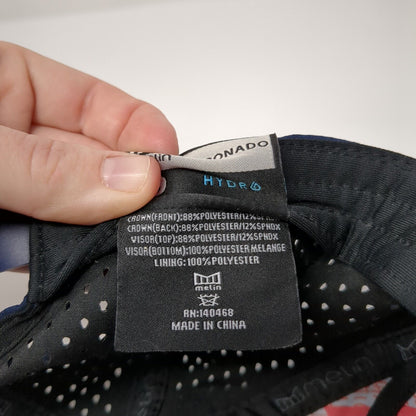 ONADO
HYDRO
CROWN(FRONT):88%POLYESTER/12%SPNDX
CROWN(BACK):88%POLYESTER/12%SPNDX
VISOR(TOP):88%POLYESTER/12%SPNDX
VISOR(BOTTOM):100%POLYESTER MELANGE
LINING:100%POLYESTER
melin
RN:140468
MADE IN CHINA
melin